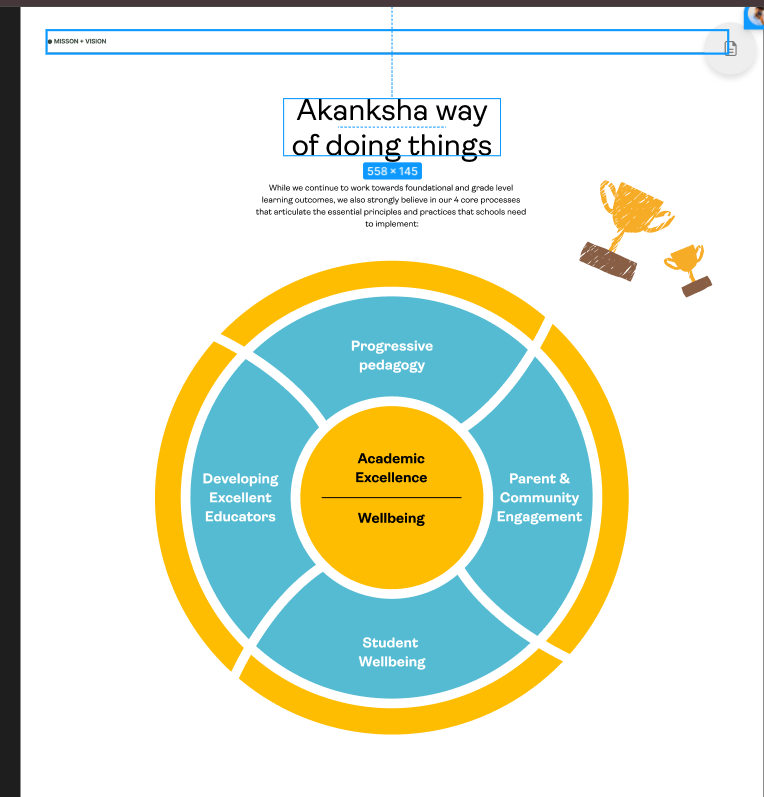 MISSON + VISION
Akanksha way
of doing things
558 × 145
While we continue to work towards foundational and grade level
learning outcomes, we also strongly believe in our 4 core processes
that articulate the essential principles and practices that schools need
to implement:
Progressive
pedagogy
Developing
Excellent
Educators
Academic
Excellence
Wellbeing
Parent &
Community
Engagement
Student
Wellbeing